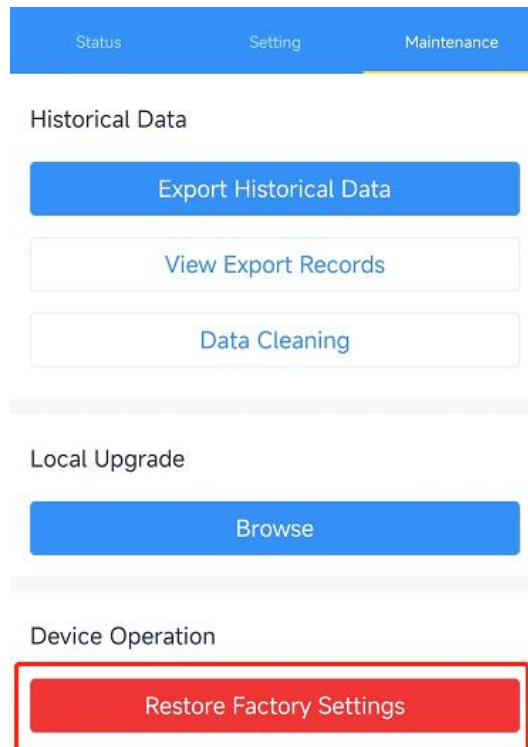 Status Setting Maintenance
Historical Data
Export Historical Data
View Export Records
Data Cleaning
Local Upgrade
Browse
Device Operation
Restore Factory Settings